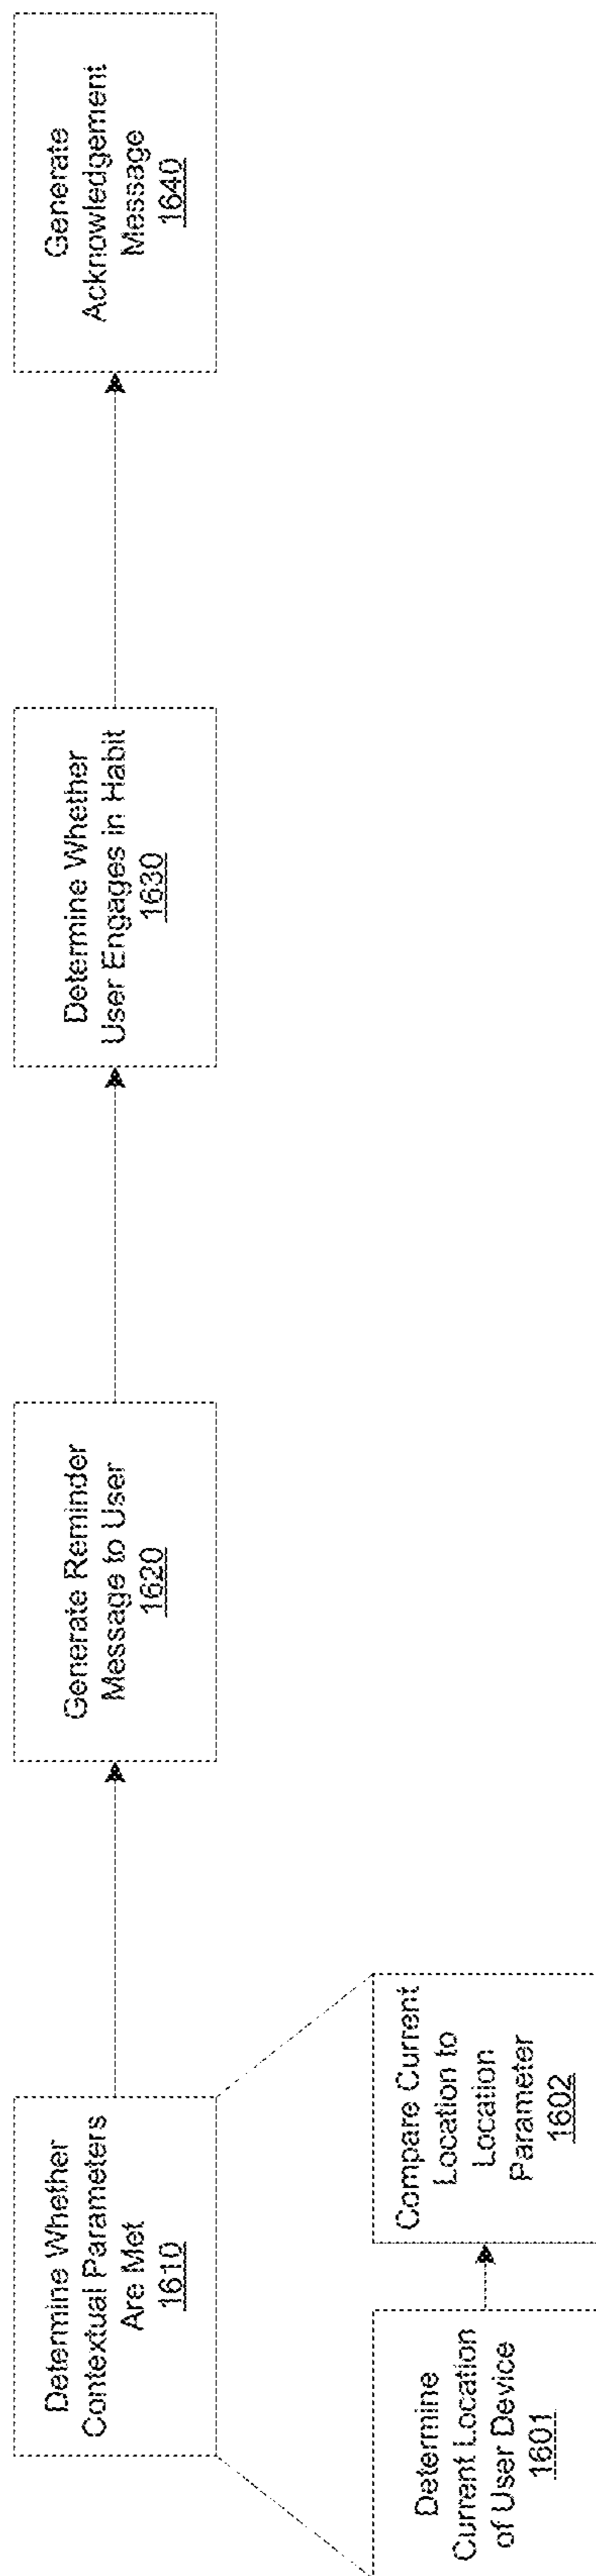 Determine Whether
Contextual Parameters
Are Met
1610
Generate Reminder
Message to User
1620
Determine Whether
User Engages in Habit
1630
Generate
Acknowledgement
Message
1640
Determine
Current Location
of User Device
1601
Compare Current
Location to
Location
Parameter
1602